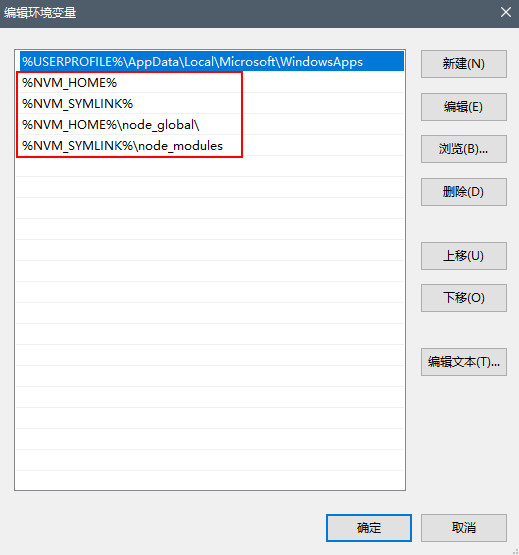 编辑环境变量
%USERPROFILE%\AppData\Local\Microsoft\WindowsApps
%NVM_HOME%
%NVM_SYMLINK%
%NVM_HOME%\node_global\
%NVM_SYMLINK%\node_modules
新建(N)
编辑(E)
浏览(B)...
删除(D)
上移(U)
下移(O)
编辑文本(T)...
确定
取消